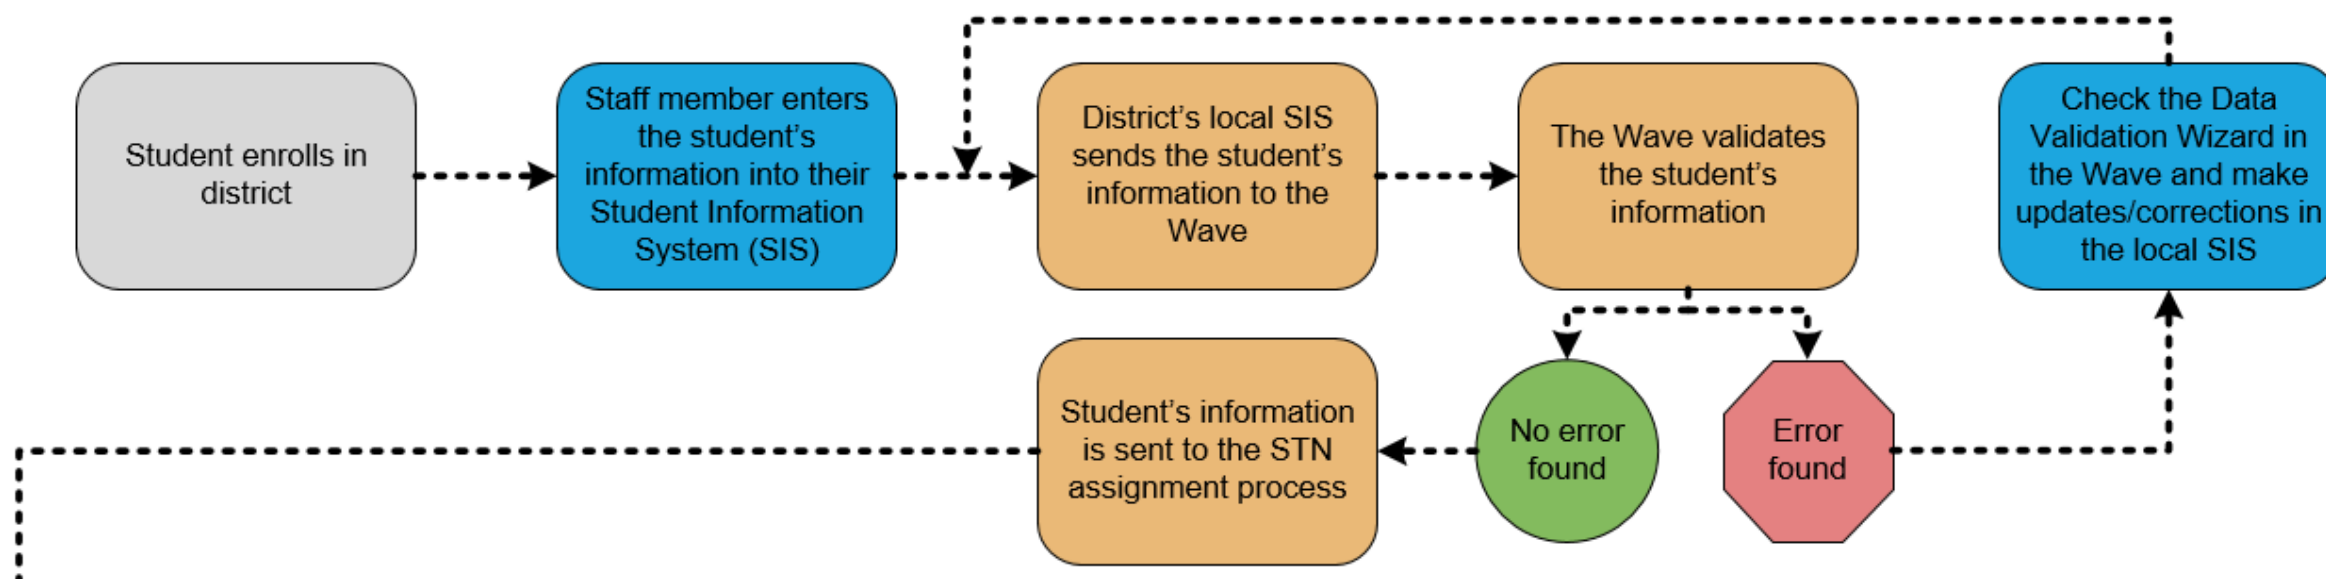 Student enrolls in
district
Staff member enters
the student’s
information into their
Student Information
System (SIS)
District’s local SIS
sends the student’s
information to the
Wave
The Wave validates
the student’s
information
Check the Data
Validation Wizard in
the Wave and make
updates/corrections in
the local SIS
Student’s information
is sent to the STN
assignment process
No error
found
Error
found